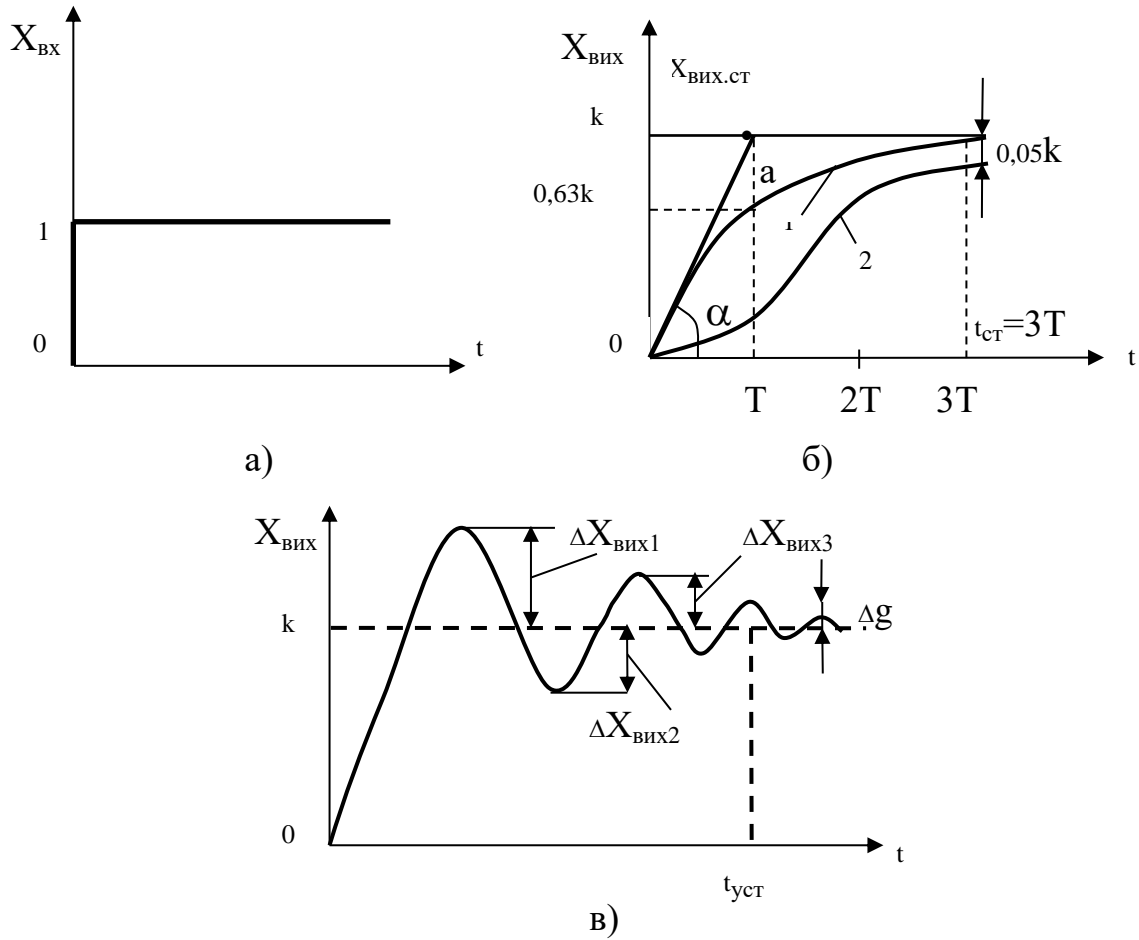 Xвх
1
0
t
а)
Xвих
Xвих.ст
k
0,63k
0
a
1
2
α
0,05k
tст=3T
t
T 2T 3T
б)
Xвих
k
0
ΔXвих1
ΔXвих2
ΔXвих3
Δg
t
tуст
в)